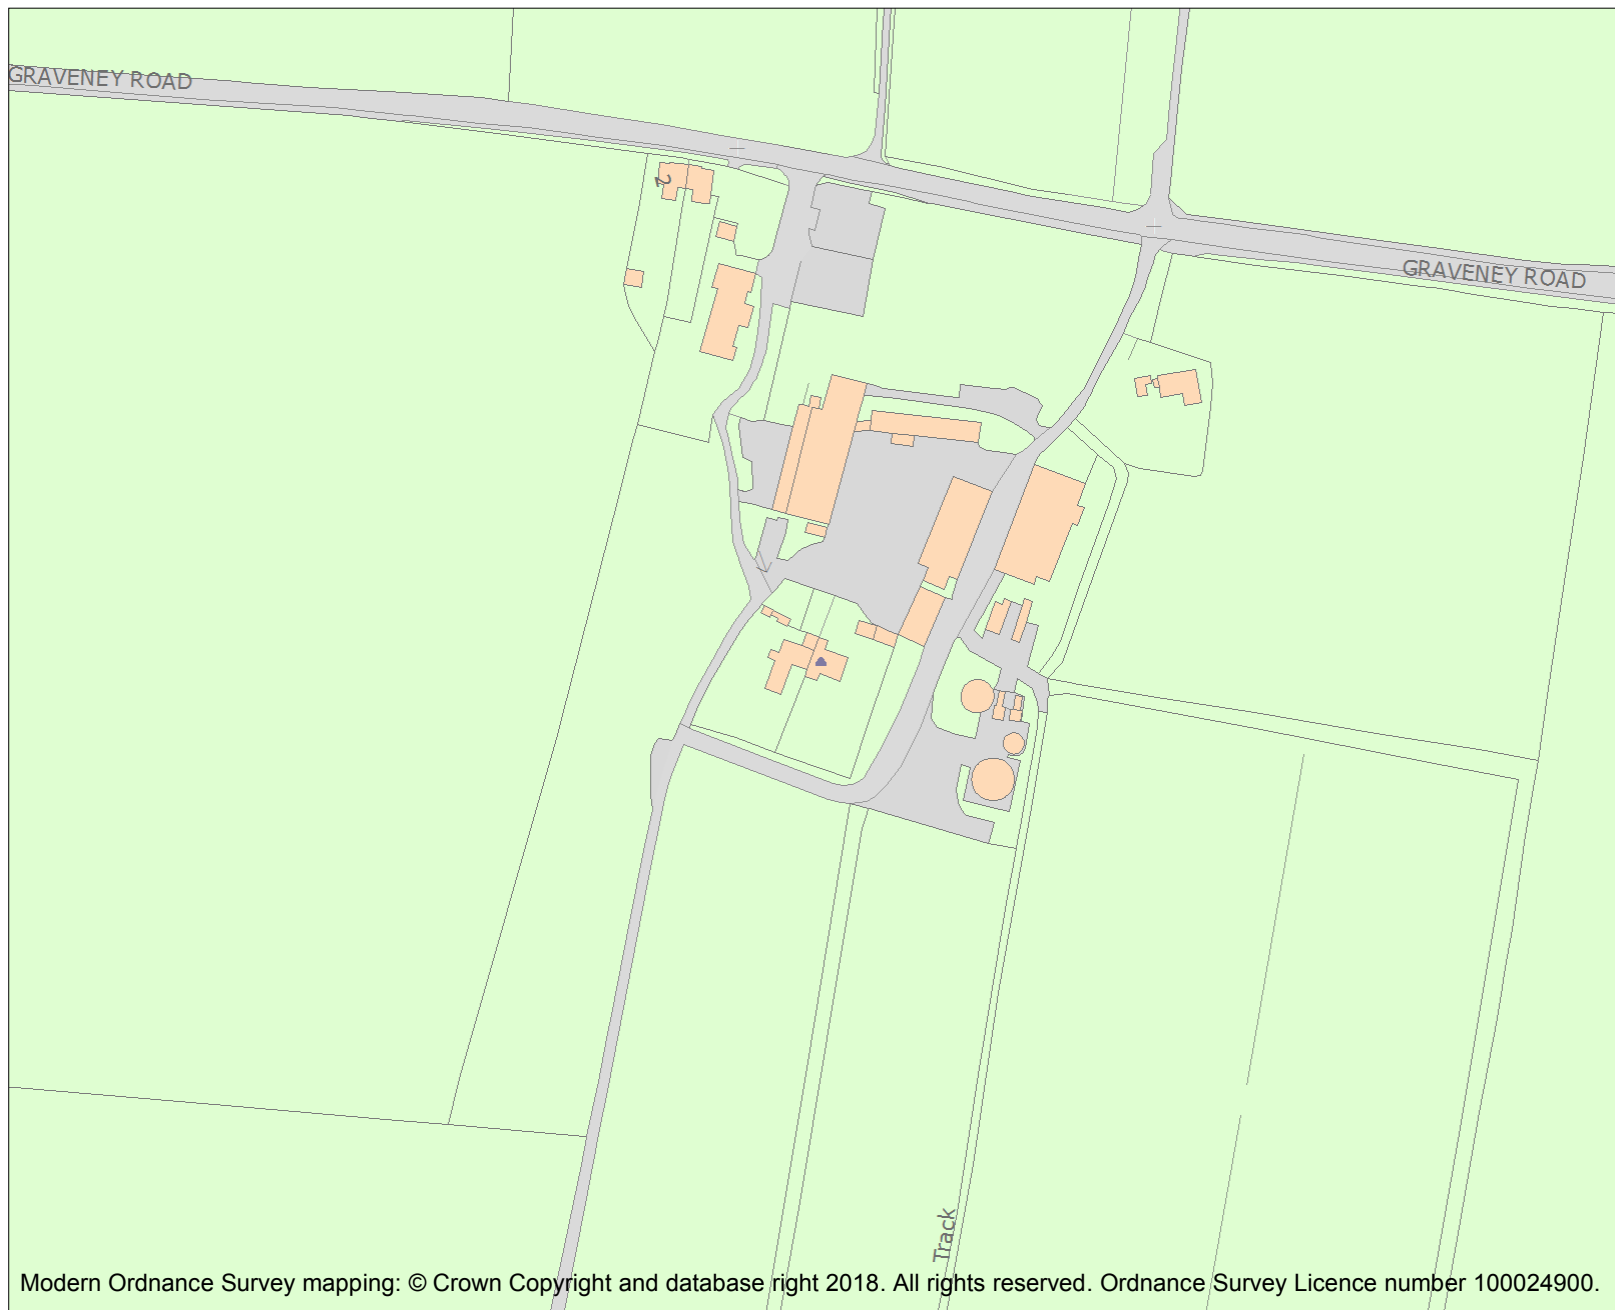 GRAVENEY ROAD
2
GRAVENEY ROAD
Track
Modern Ordnance Survey mapping: © Crown Copyright and database right 2018. All rights reserved. Ordnance Survey Licence number 100024900.